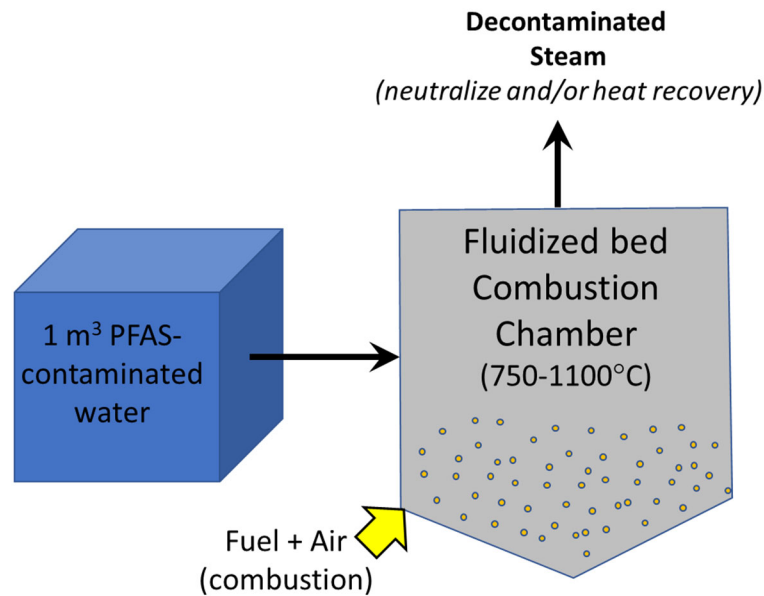 Decontaminated
Steam
(neutralize and/or heat recovery)
Fluidized bed
Combustion
Chamber
(750-1100°C)
1 m³ PFAS-
contaminated
water
Fuel + Air
(combustion)